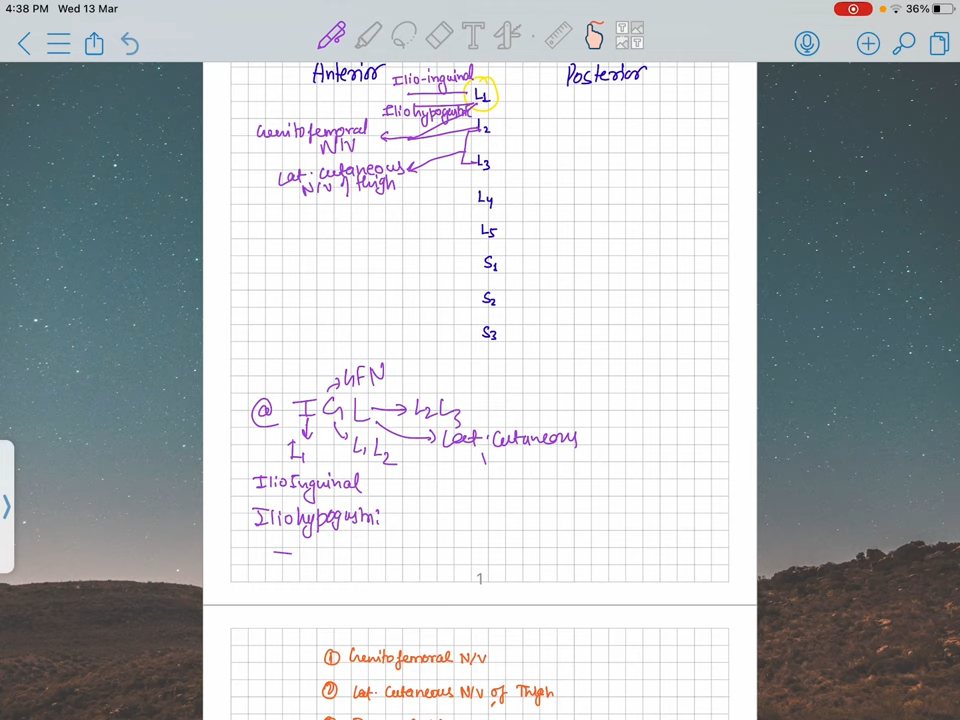 4:38 PM Wed 13 Mar
36%
Anterior Posterior
Ilio-inguinal
L1
Iliohypogastric
L2
Genitofemoral
N/V
L3
Lat. cutaneous
N/V of thigh
L4
L5
S1
S2
S3
GFN
@ I G L → L2L3
L1 L1 L2 Lat. Cutaneous
IlioInguinal
Iliohypogastri
1
① Genitofemoral N/V
② Lat. Cutaneous N/V of Thigh